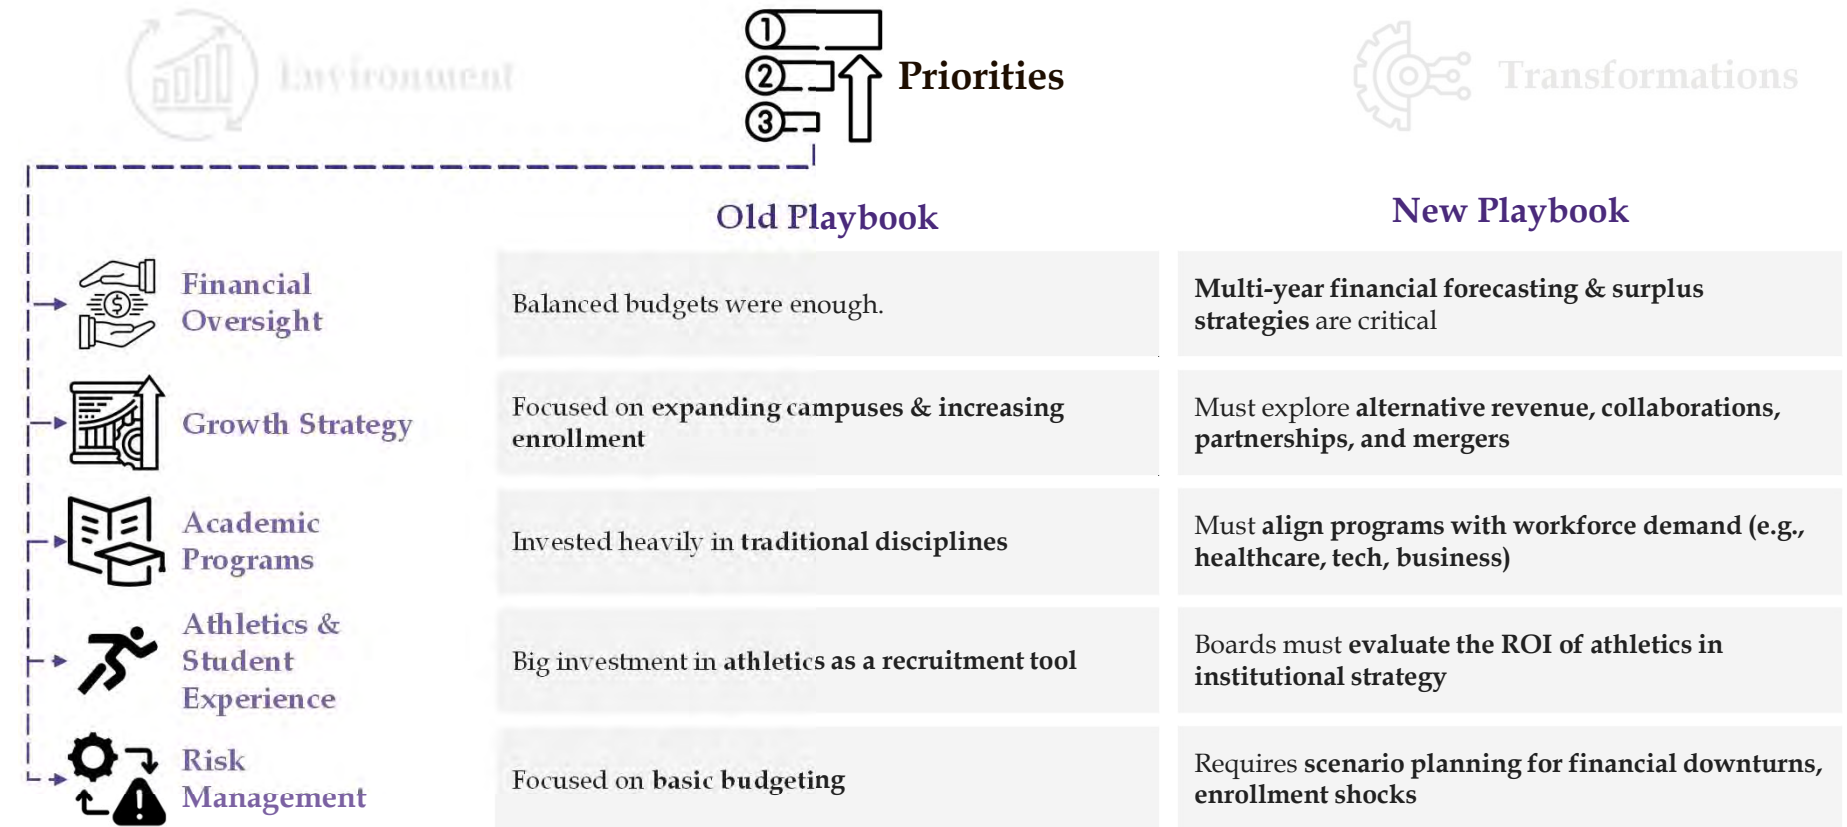 Environment
1
2
3
Priorities
Transformations
Old Playbook
New Playbook
Financial
Oversight
Balanced budgets were enough.
Multi-year financial forecasting & surplus
strategies are critical
Growth Strategy
Focused on expanding campuses & increasing
enrollment
Must explore alternative revenue, collaborations,
partnerships, and mergers
Academic
Programs
Invested heavily in traditional disciplines
Must align programs with workforce demand (e.g.,
healthcare, tech, business)
Athletics &
Student
Experience
Big investment in athletics as a recruitment tool
Boards must evaluate the ROI of athletics in
institutional strategy
Risk
Management
Focused on basic budgeting
Requires scenario planning for financial downturns,
enrollment shocks